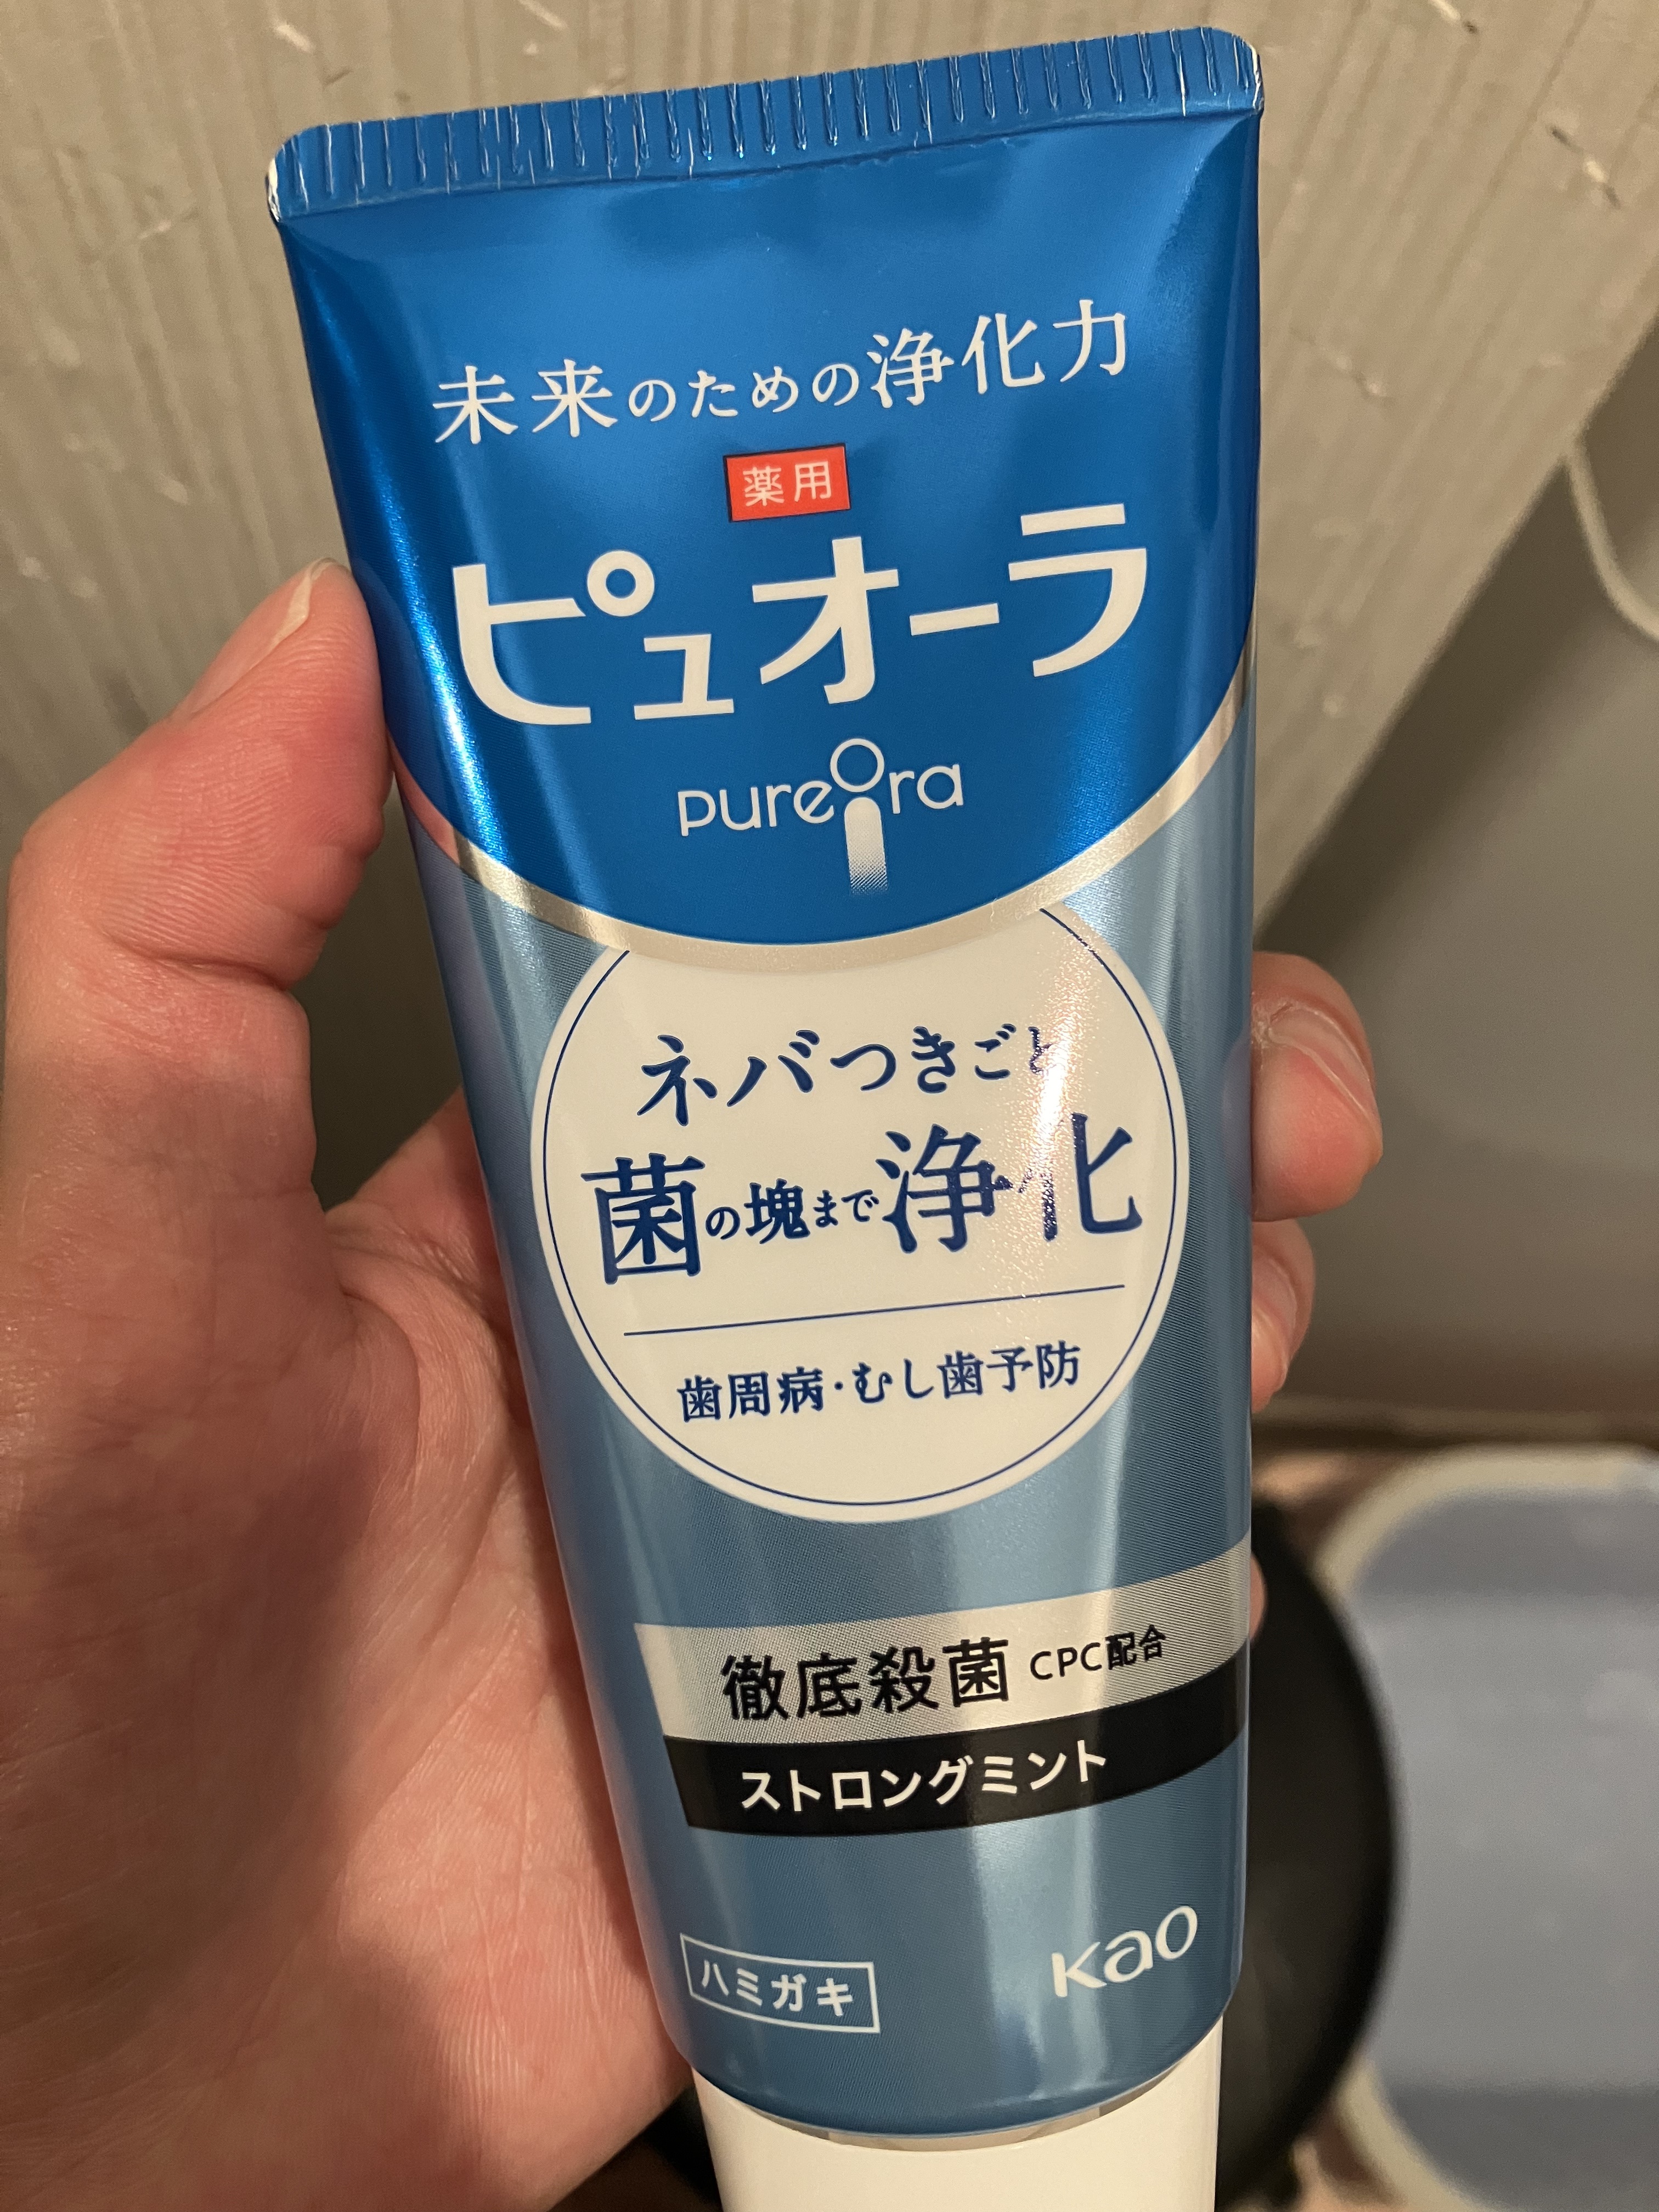 未来のための浄化力
薬用
ピュオーラ
pureora
ネバつきごと
菌の塊まで浄化
歯周病・むし歯予防
徹底殺菌 CPC配合
ストロングミント
ハミガキ
Kao